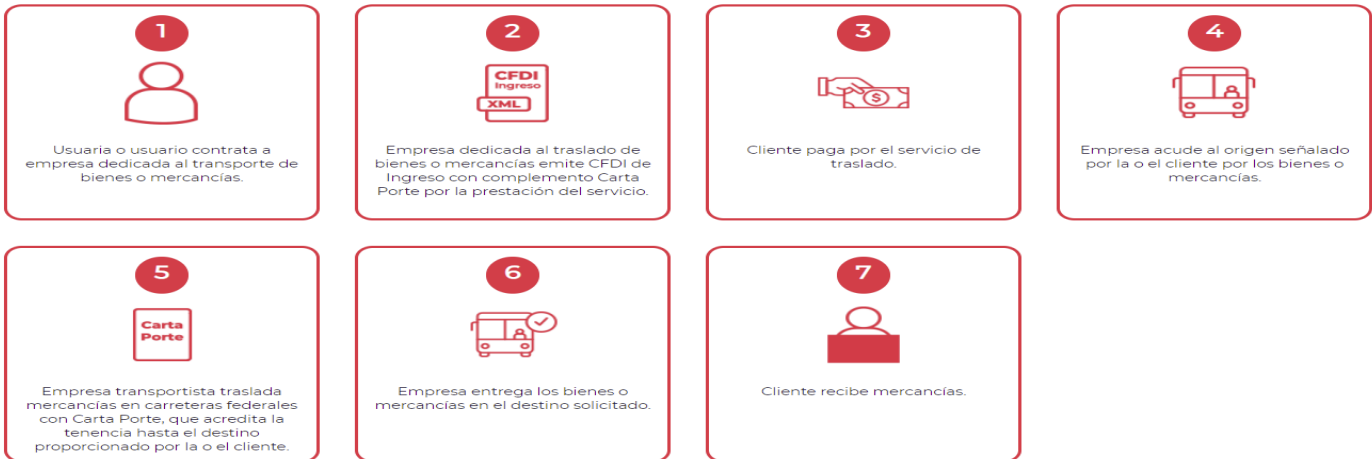 1
Usuaria o usuario contrata a
empresa dedicada al transporte de
bienes o mercancías.
2
CFDI
Ingreso
XML
Empresa dedicada al traslado de
bienes o mercancías emite CFDI de
Ingreso con complemento Carta
Porte por la prestación del servicio.
3
$
Cliente paga por el servicio de
traslado.
4
Empresa acude al origen señalado
por la o el cliente por los bienes o
mercancías.
5
Carta
Porte
Empresa transportista traslada
mercancías en carreteras federales
con Carta Porte, que acredita la
tenencia hasta el destino
proporcionado por la o el cliente.
6
Empresa entrega los bienes o
mercancías en el destino solicitado.
7
Cliente recibe mercancías.